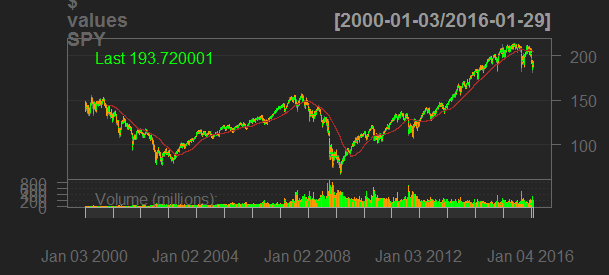 $
values
SPY
[2000-01-03/2016-01-29]
Last 193.720001
200
150
100
Volume (millions):
800
600
400
200
0
Jan 03 2000
Jan 02 2004
Jan 02 2008
Jan 03 2012
Jan 04 2016